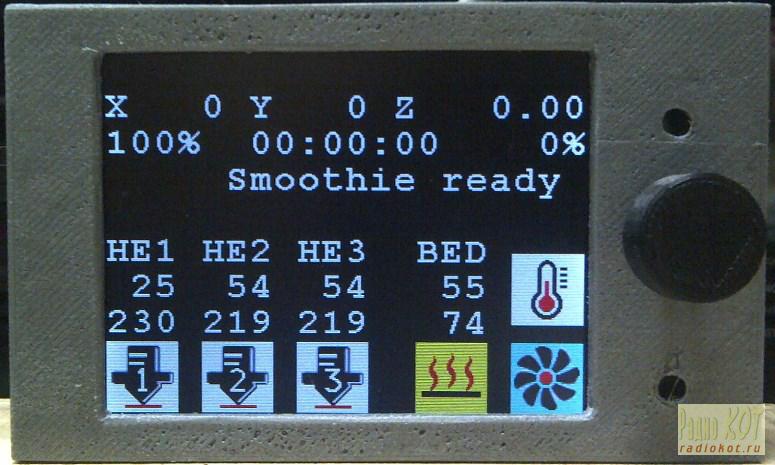 X 0 Y 0 Z 0.00
100% 00:00:00 0%
Smoothie ready
HE1 HE2 HE3 BED
25 54 54 55
230 219 219 74
1 2 3
Радио КОТ
radiokot.ru